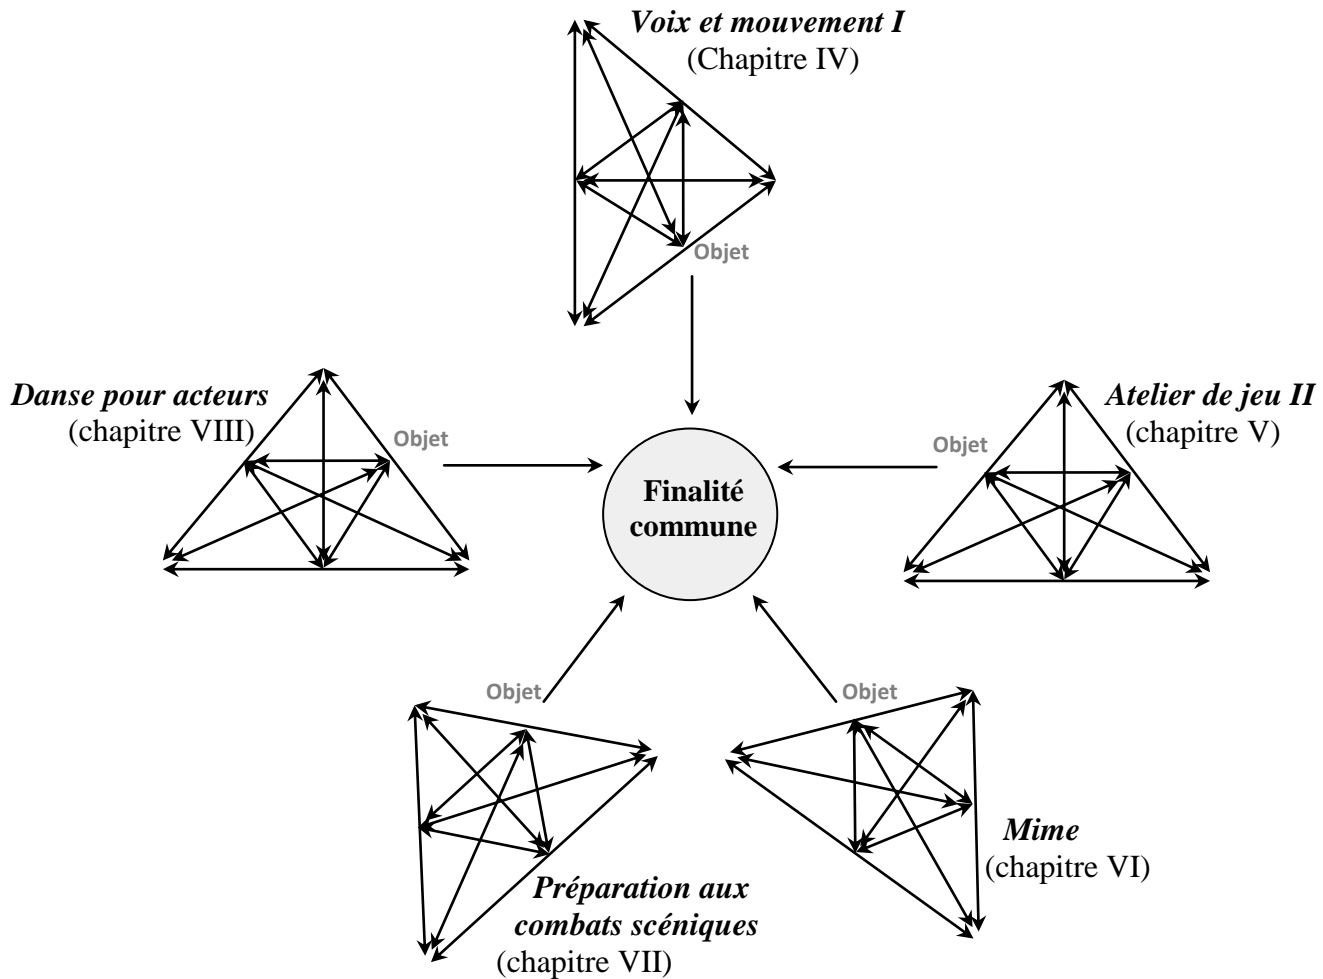 Voix et mouvement I
(Chapitre IV)
Objet
Danse pour acteurs
(chapitre VIII)
Objet
Atelier de jeu II
(chapitre V)
Objet
Finalité
commune
Objet
Objet
Mime
(chapitre VI)
Préparation aux
combats scéniques
(chapitre VII)